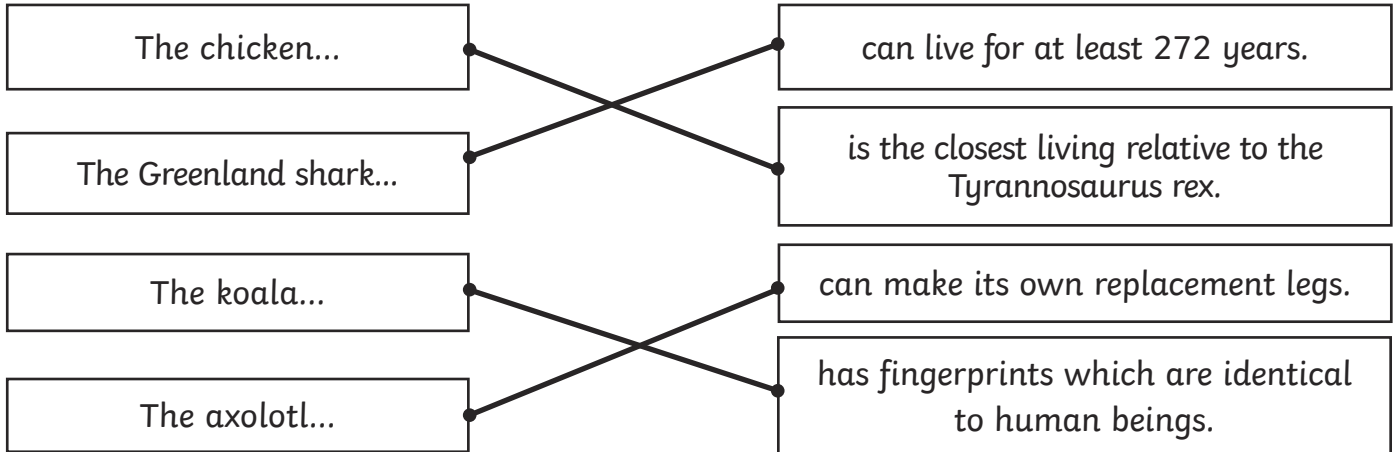 The chicken...
The Greenland shark...
The koala...
The axolotl...
can live for at least 272 years.
is the closest living relative to the
Tyrannosaurus rex.
can make its own replacement legs.
has fingerprints which are identical
to human beings.